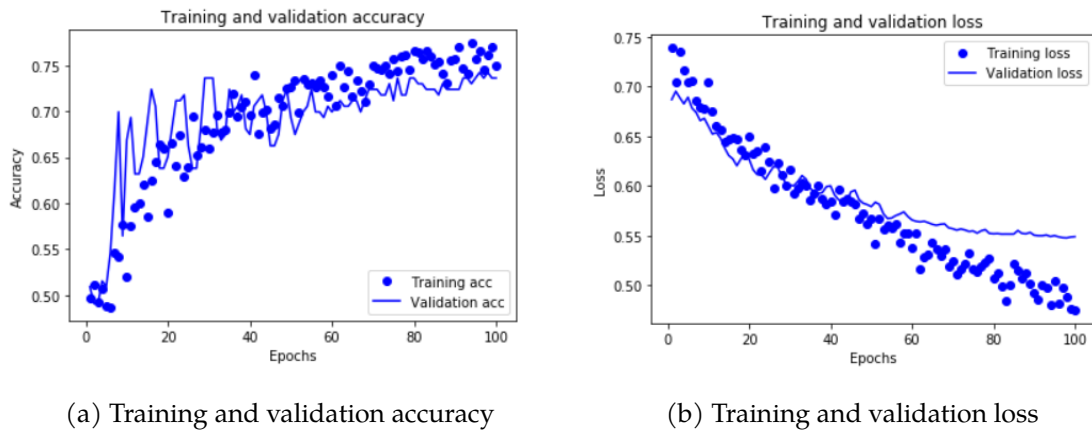 Training and validation accuracy
Accuracy
0.75
0.70
0.65
0.60
0.55
0.50
Training acc
Validation acc
0 20 40 60 80 100
Epochs
(a) Training and validation accuracy
Training and validation loss
Loss
0.75
0.70
0.65
0.60
0.55
0.50
Training loss
Validation loss
0 20 40 60 80 100
Epochs
(b) Training and validation loss